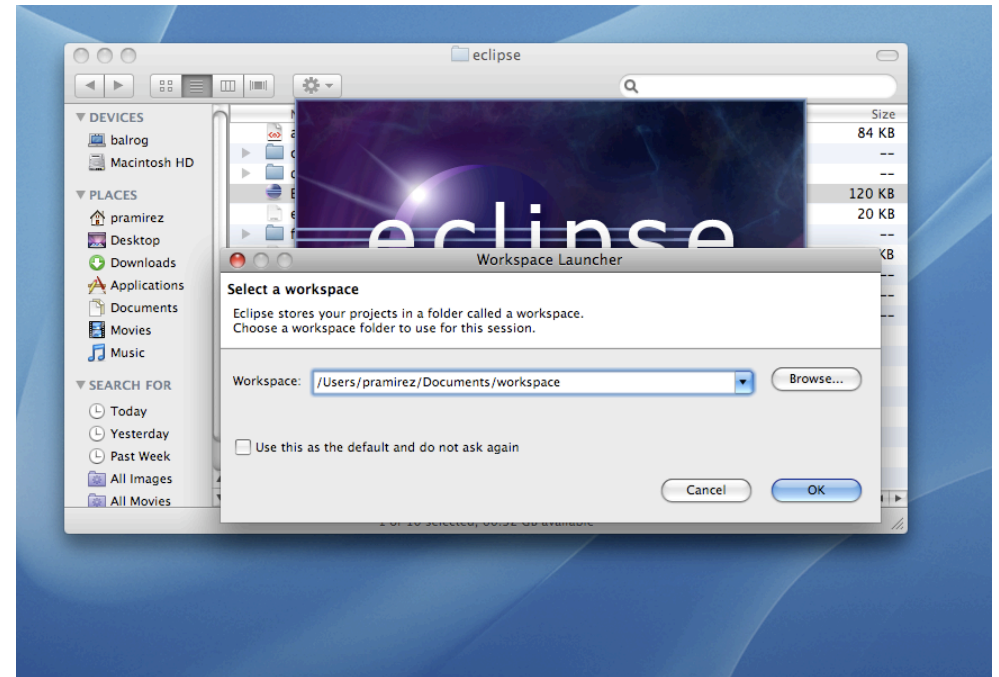 eclipse
DEVICES
balrog
Macintosh HD
PLACES
pramirez
Desktop
Downloads
Applications
Documents
Movies
Music
SEARCH FOR
Today
Yesterday
Past Week
All Images
All Movies
Size
84 KB
--
--
120 KB
20 KB
--
KB
--
--
--
eclipse
Workspace Launcher
Select a workspace
Eclipse stores your projects in a folder called a workspace.
Choose a workspace folder to use for this session.
Workspace: /Users/pramirez/Documents/workspace Browse...
Use this as the default and do not ask again
Cancel OK